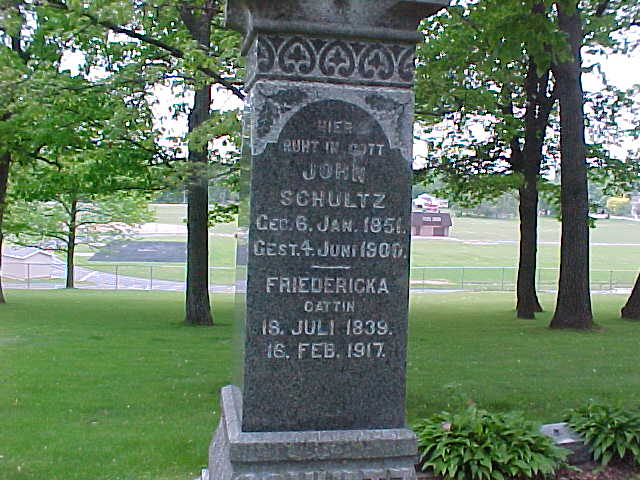 HIER
RUHT IN GOTT
JOHN
SCHULTZ
GEB. 6. JAN. 1851.
GEST. 4. JUNI 1900.
FRIEDERICKA
GATTIN
18. JULI 1839.
16. FEB. 1917.